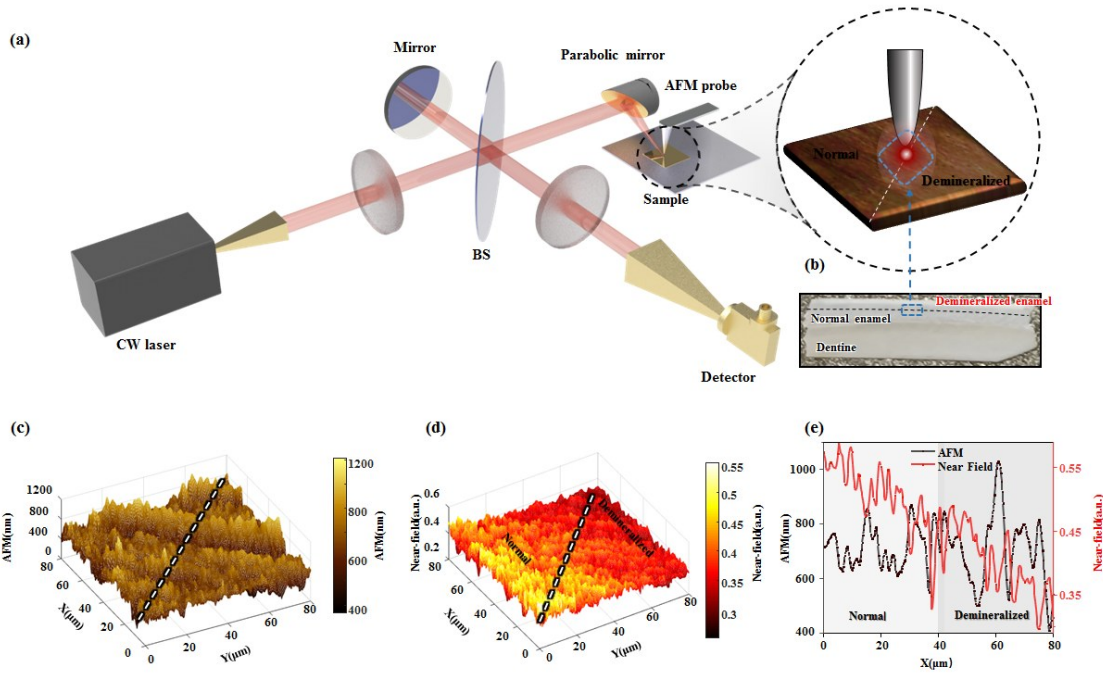 (a)
Mirror
Parabolic mirror
AFM probe
Sample
BS
CW laser
Detector
Normal
Demineralized
(b)
Demineralized enamel
Normal enamel
Dentine
(c)
1200
800
400
0
AFM(nm)
80
60
40
20
0
X(μm)
0
20
40
60
80
Y(μm)
1200
1000
800
600
400
AFM(nm)
(d)
0.6
0.4
0.2
Near-field(a.u.)
80
60
40
20
0
X(μm)
0
20
40
60
80
Y(μm)
Normal
Demineralized
0.55
0.5
0.45
0.4
0.35
0.3
Near-field(a.u.)
(e)
AFM
Near Field
1000
800
600
400
AFM(nm)
0.55
0.45
0.35
Near-field(a.u.)
Normal
Demineralized
0
20
40
60
80
X(μm)